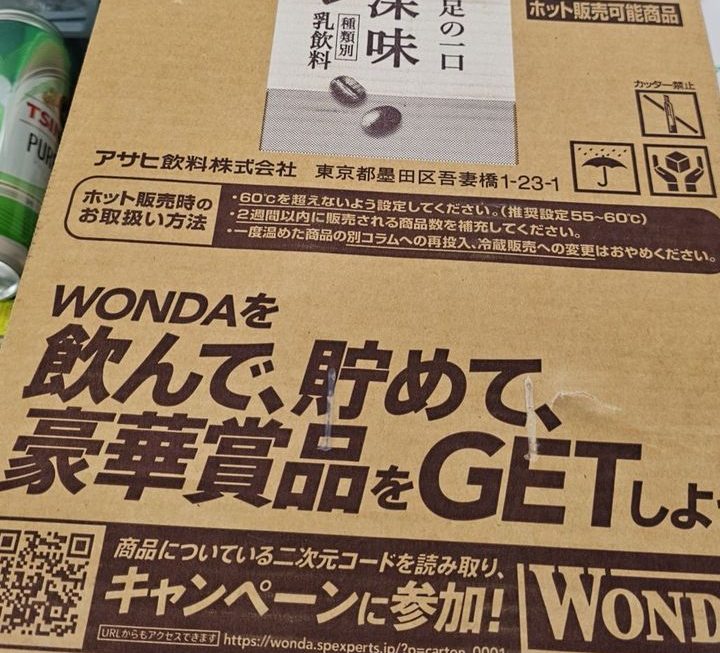 足の一口
深味
種類別
乳飲料
ホット販売可能商品
カッター禁止
TSIN
PUR
アサヒ飲料株式会社 東京都墨田区吾妻橋1-23-1
ホット販売時の
お取扱い方法
・60℃を超えないよう設定してください。(推奨設定55~60℃)
・2週間以内に販売される商品数を補充してください。
・一度温めた商品の別コラムへの再投入、冷蔵販売への変更はおやめください。
WONDAを
飲んで、貯めて、
豪華賞品をGETしよ
商品についている二次元コードを読み取り、
キャンペーンに参加!
URLからもアクセスできます https://wonda.spexperts.jp/?p=carton_0001
WOND